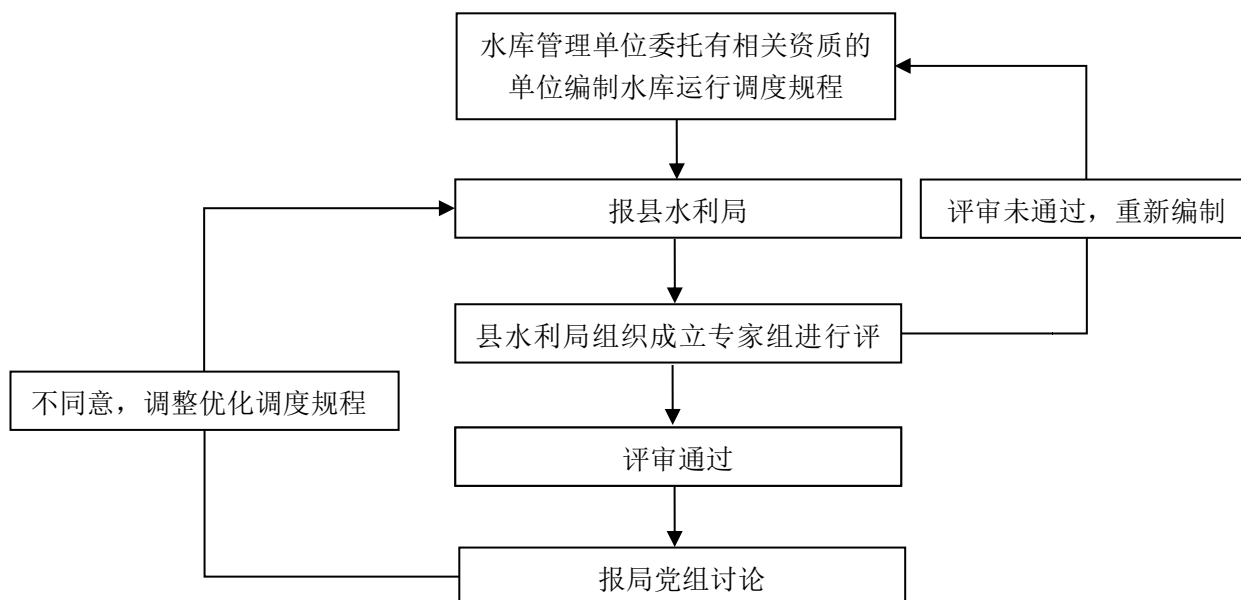 水库管理单位委托有相关资质的
单位编制水库运行调度规程
报县水利局
评审未通过，重新编制
县水利局组织成立专家组进行评
不同意，调整优化调度规程
评审通过
报局党组讨论